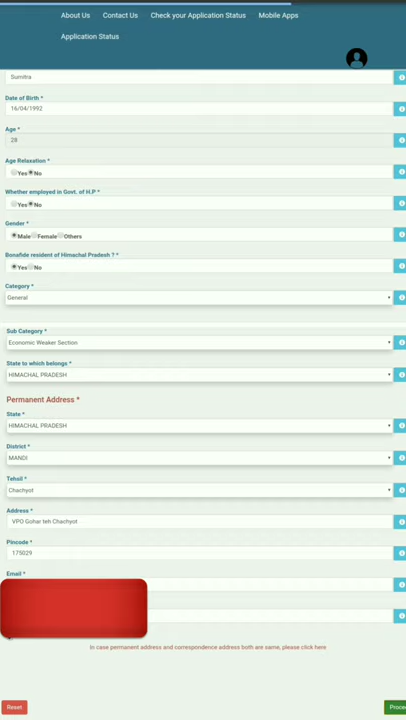 About Us Contact Us Check your Application Status Mobile Apps
Application Status
Sumitra
Date of Birth *
16/04/1992
Age *
28
Age Relaxation *
Yes No
Whether employed in Govt. of H.P *
Yes No
Gender *
Male Female Others
Bonafide resident of Himachal Pradesh ? *
Yes No
Category *
General
Sub Category *
Economic Weaker Section
State to which belongs *
HIMACHAL PRADESH
Permanent Address *
State *
HIMACHAL PRADESH
District *
MANDI
Tehsil *
Chachyot
Address *
VPO Gohar teh Chachyot
Pincode *
175029
Email *
In case permanent address and correspondence address both are same, please click here
Reset Proce